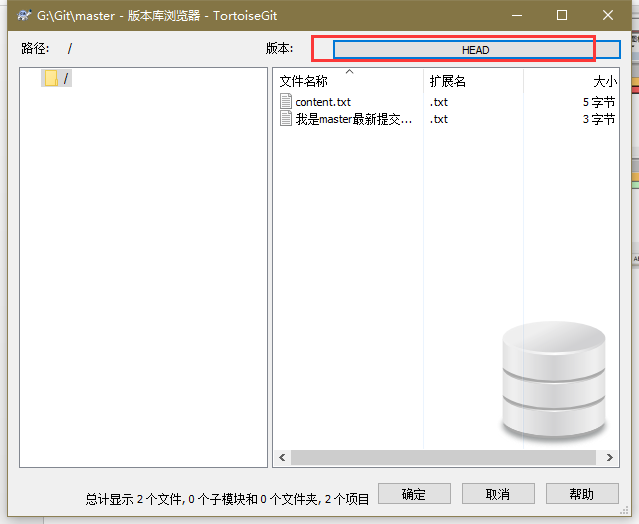 G:\Git\master - 版本库浏览器 - TortoiseGit
路径: /
版本: HEAD
/
文件名称 扩展名 大小
content.txt .txt 5 字节
我是master最新提交... .txt 3 字节
总计显示 2 个文件, 0 个子模块和 0 个文件夹, 2 个项目
确定 取消 帮助